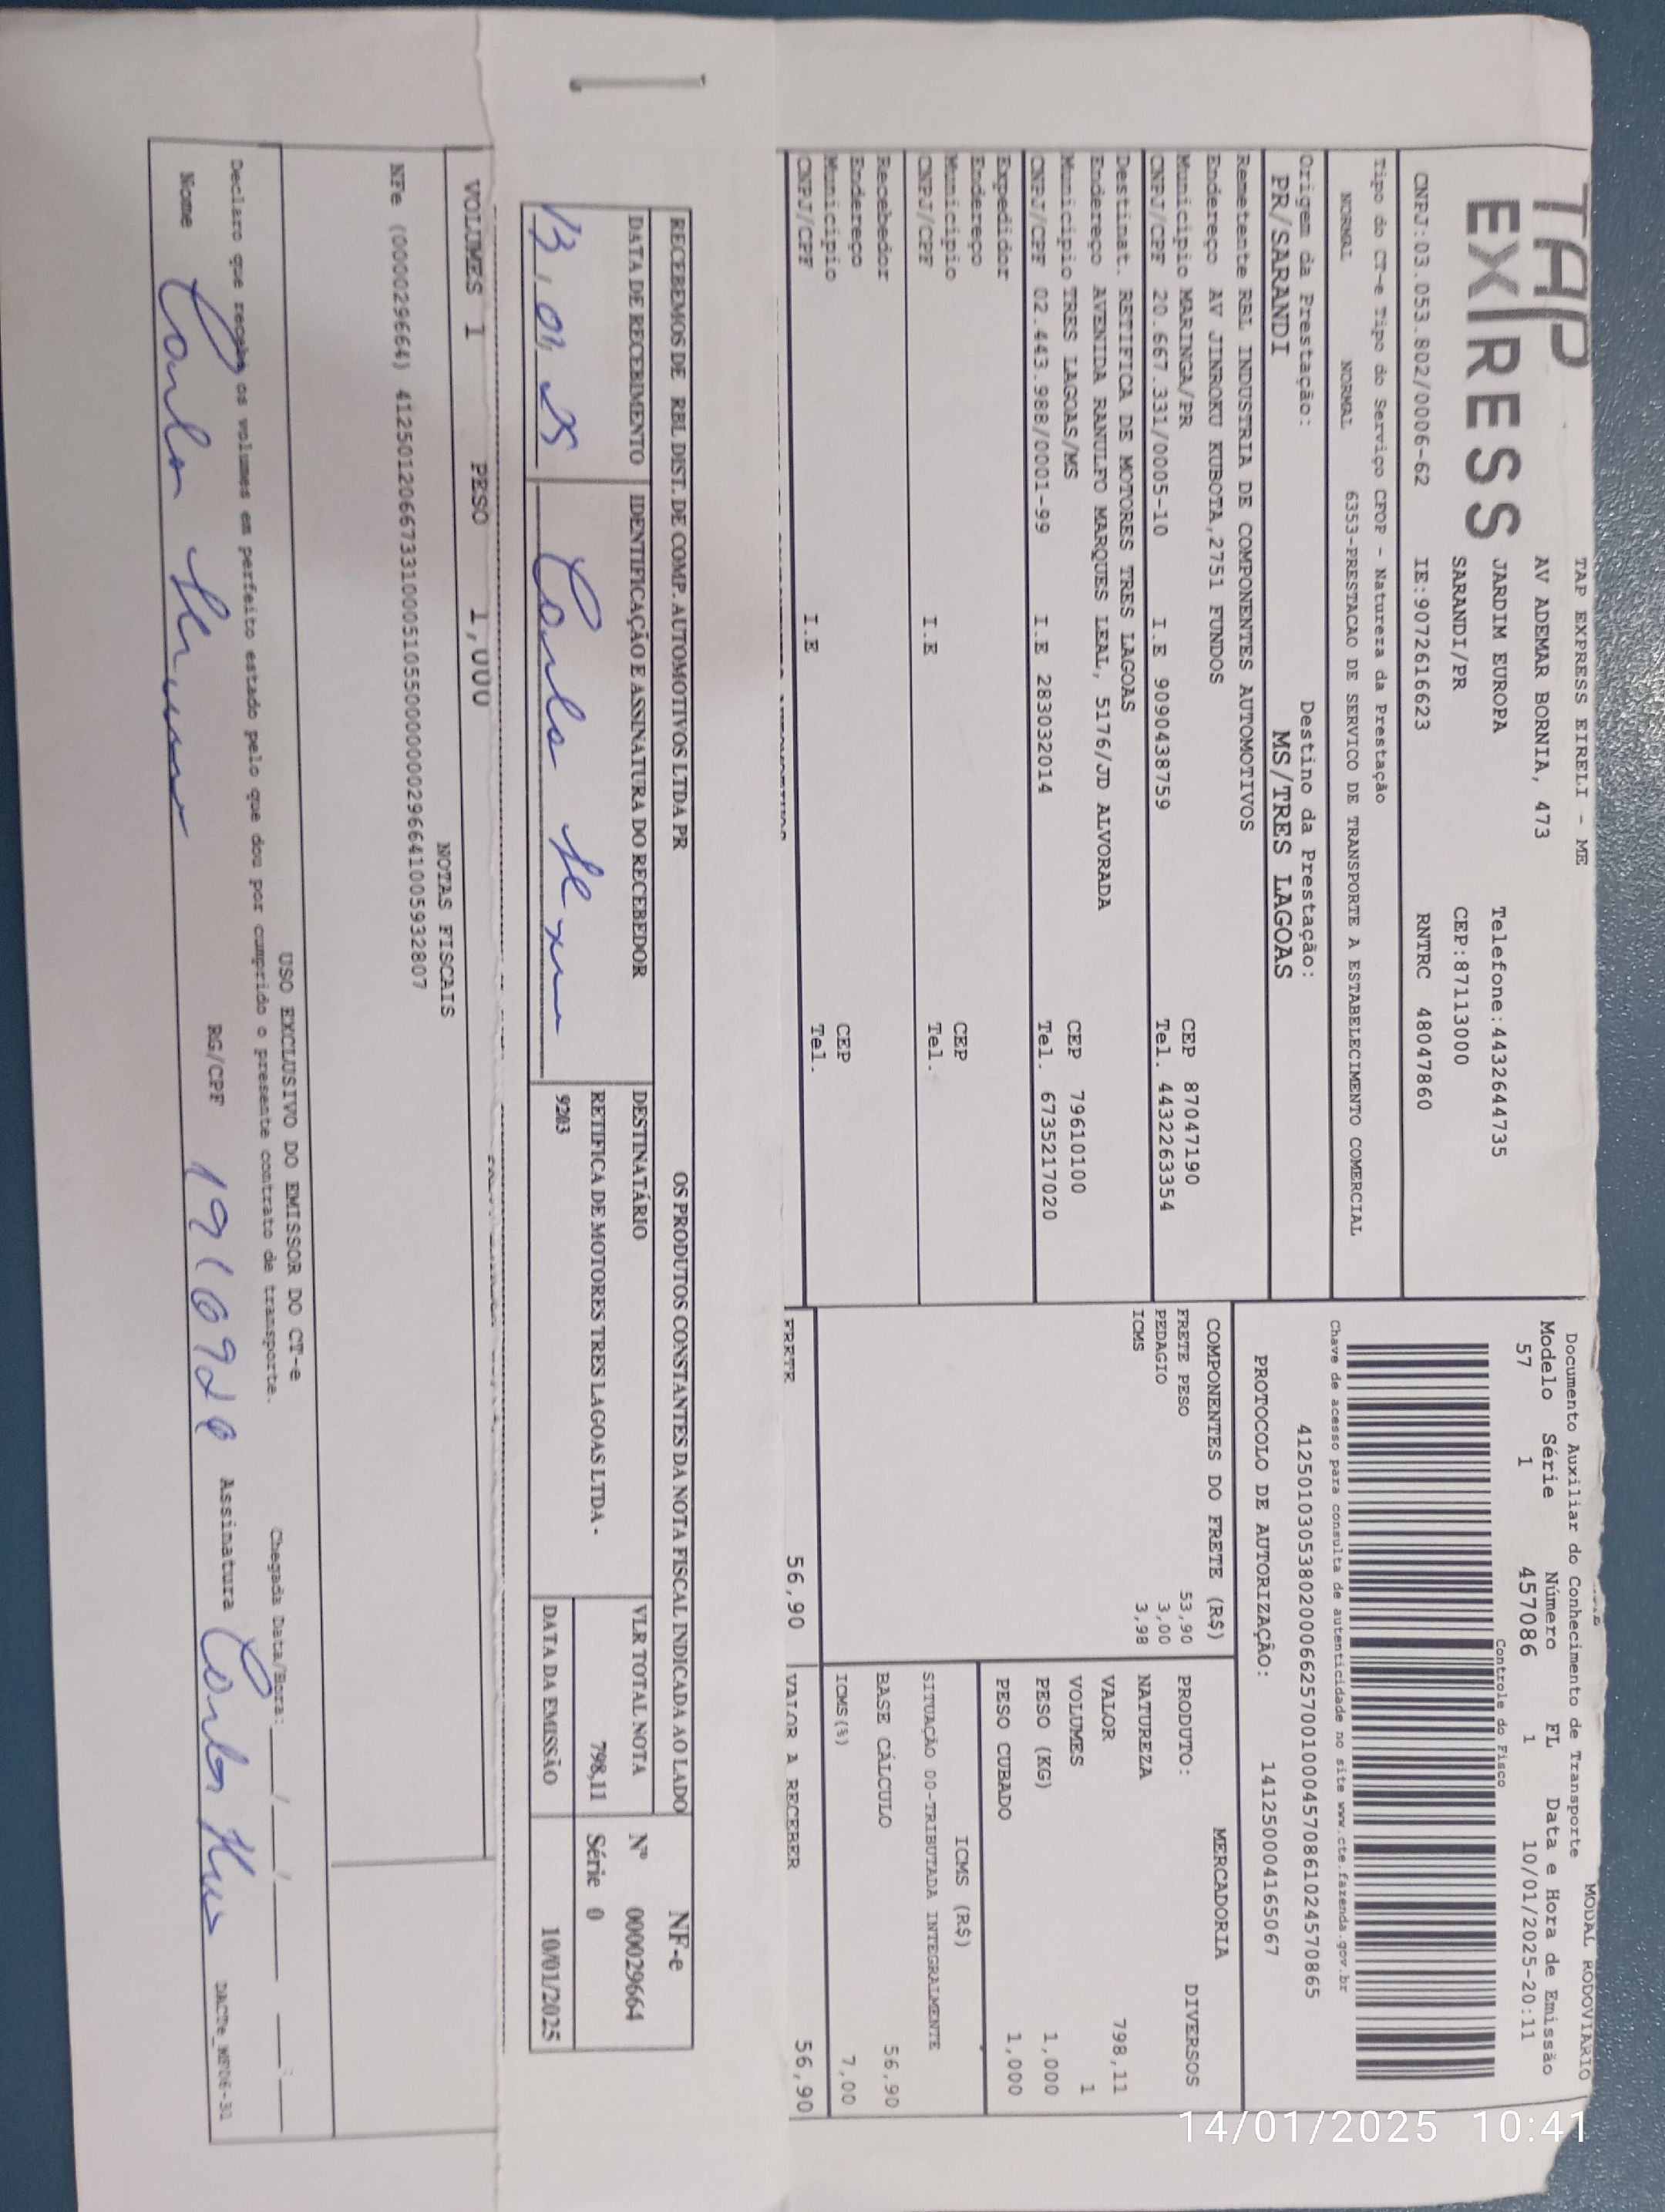 TAP
EXPRESS
TAP EXPRESS EIRELI - ME
AV ADEMAR BORNIA, 473
JARDIM EUROPA Telefone:4432644735
SARANDI/PR CEP:87113000
CNPJ:03.053.802/0006-62 IE:9072616623 RNTRC 48047860
Tipo do CT-e Tipo do Serviço CFOP - Natureza da Prestação
NORMAL NORMAL 6353-PRESTACAO DE SERVICO DE TRANSPORTE A ESTABELECIMENTO COMERCIAL
Origem da Prestação: Destino da Prestação:
PR/SARANDI MS/TRES LAGOAS
Remetente RBL INDUSTRIA DE COMPONENTES AUTOMOTIVOS
Endereço AV JINROKU KUBOTA,2751 FUNDOS
Municipio MARINGA/PR CEP 87047190
CNPJ/CPF 20.667.331/0005-10 I.E 9090438759 Tel. 4432263354
Destinat. RETIFICA DE MOTORES TRES LAGOAS
Endereço AVENIDA RANULFO MARQUES LEAL, 5176/JD ALVORADA
Municipio TRES LAGOAS/MS CEP 79610100
CNPJ/CPF 02.443.988/0001-99 I.E 283032014 Tel. 6735217020
Expedidor
Endereço
Municipio CEP
CNPJ/CPF I.E Tel.
Recebedor
Endereço
Municipio CEP
CNPJ/CPF I.E Tel.
MODAL RODOVIARIO
Documento Auxiliar do Conhecimento de Transporte
Modelo Série Número FL Data e Hora de Emissão
57 1 457086 1 10/01/2025-20:11
Controle do Fisco
Chave de acesso para consulta de autenticidade no site www.cte.fazenda.gov.br
41250103053802000662570010004570861024570865
PROTOCOLO DE AUTORIZAÇÃO: 141250004165067
COMPONENTES DO FRETE (R$)
FRETE PESO 53,90
PEDAGIO 3,00
ICMS 3,98
MERCADORIA
PRODUTO: DIVERSOS
NATUREZA
VALOR 798,11
VOLUMES 1
PESO (KG) 1,000
PESO CUBADO 1,000
ICMS (R$)
SITUAÇÃO 00-TRIBUTADA INTEGRALMENTE
BASE CÁLCULO 56,90
ICMS(%) 7,00
FRETE 56,90 VALOR A RECEBER 56,90
RECEBEMOS DE RBL DIST. DE COMP. AUTOMOTIVOS LTDA PR OS PRODUTOS CONSTANTES DA NOTA FISCAL INDICADA AO LADO
DATA DE RECEBIMENTO IDENTIFICAÇÃO E ASSINATURA DO RECEBEDOR DESTINATÁRIO VLR TOTAL NOTA
RETIFICA DE MOTORES TRES LAGOAS LTDA - 798,11
9203 DATA DA EMISSÃO 10/01/2025
13, 01, 25 Carlos
NF-e
Nº 000029664
Série 0
VOLUMES 1 PESO 1,000
NOTAS FISCAIS
NFe (000029664) 41250120667331000510550000000296641005932807
USO EXCLUSIVO DO EMISSOR DO CT-e
Declaro que recebi os volumes em perfeito estado pelo que dou por cumprido o presente contrato de transporte. Chegada Data/Hora: ___/___/___ __:__
Nome Carlos RG/CPF Assinatura Carlos
14/01/2025 10:41